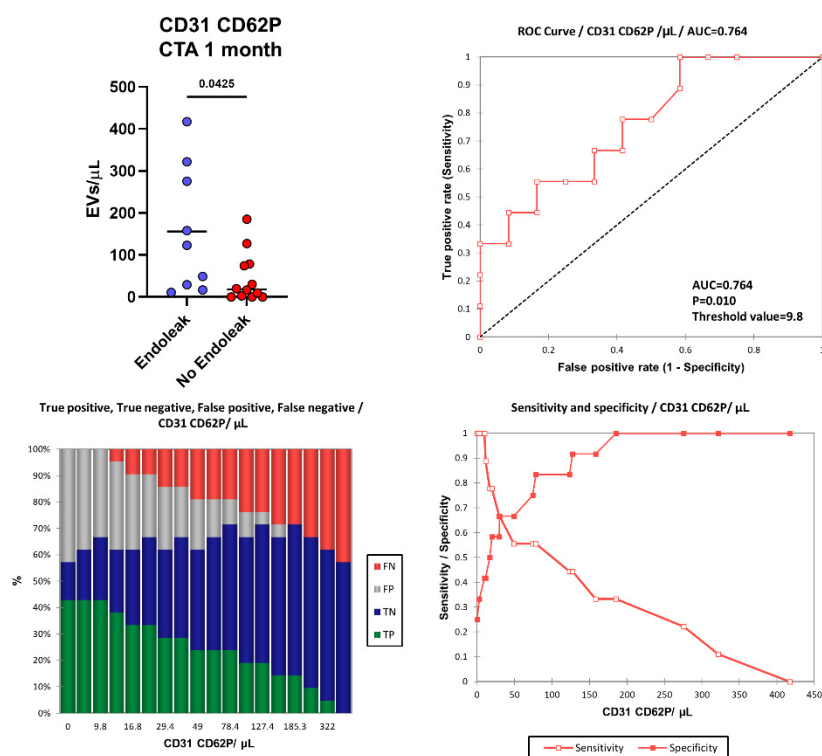 CD31 CD62P
CTA 1 month
0.0425
500
400
300
200
100
0
EVs/µL
Endoleak
No Endoleak
ROC Curve / CD31 CD62P /µL / AUC=0.764
1
0.9
0.8
0.7
0.6
0.5
0.4
0.3
0.2
0.1
0
True positive rate (Sensitivity)
AUC=0.764
P=0.010
Threshold value=9.8
0 0.2 0.4 0.6 0.8 1
False positive rate (1 - Specificity)
True positive, True negative, False positive, False negative /
CD31 CD62P/ µL
100%
90%
80%
70%
60%
50%
40%
30%
20%
10%
0%
%
FN
FP
TN
TP
0 9.8 16.8 29.4 49 78.4 127.4 185.3 322
CD31 CD62P/ µL
Sensitivity and specificity / CD31 CD62P/ µL
1
0.9
0.8
0.7
0.6
0.5
0.4
0.3
0.2
0.1
0
Sensitivity / Specificity
0 50 100 150 200 250 300 350 400 450
CD31 CD62P/ µL
Sensitivity Specificity